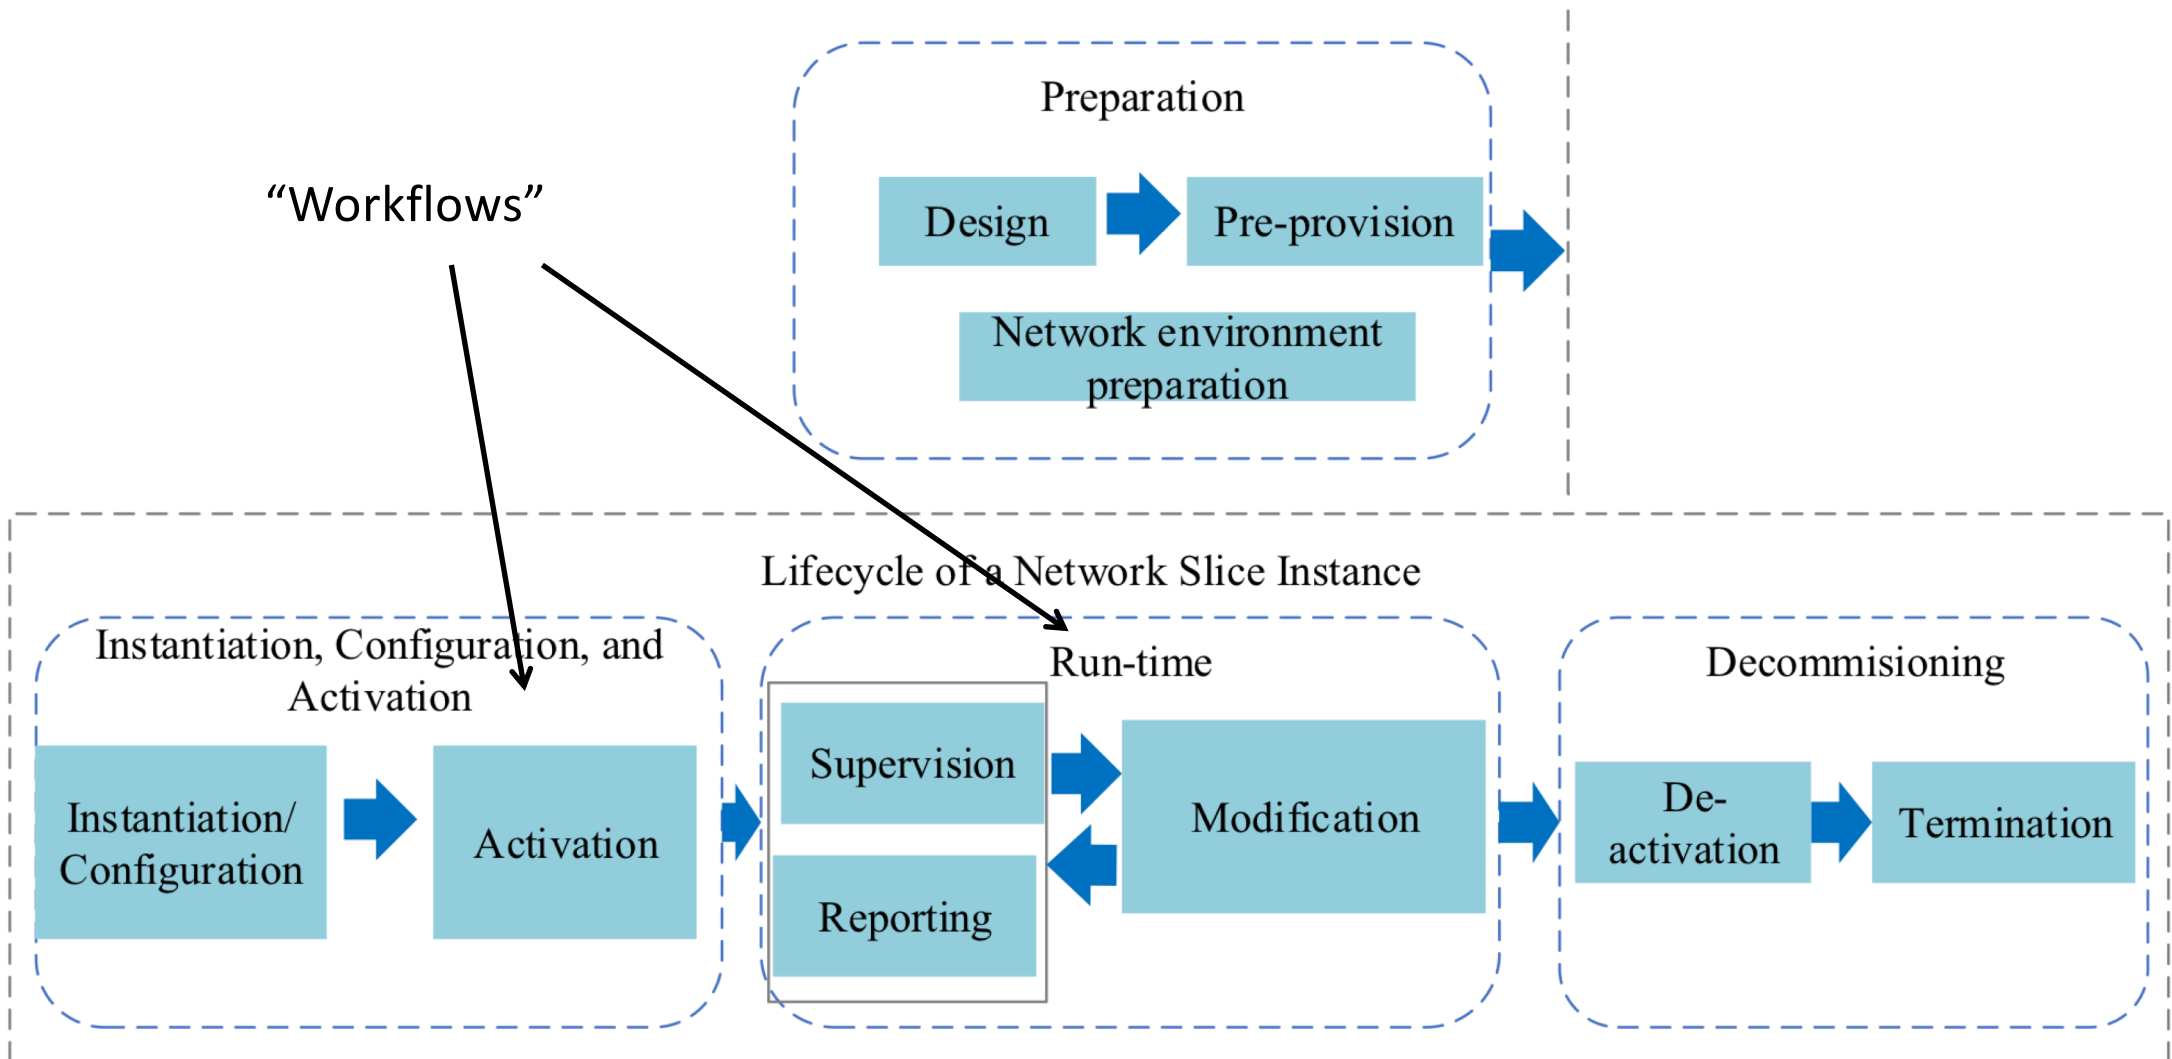 Preparation
“Workflows”
Design
Pre-provision
Network environment
preparation
Lifecycle of a Network Slice Instance
Instantiation, Configuration, and
Activation
Instantiation/
Configuration
Activation
Run-time
Supervision
Reporting
Modification
Decommisioning
De-
activation
Termination